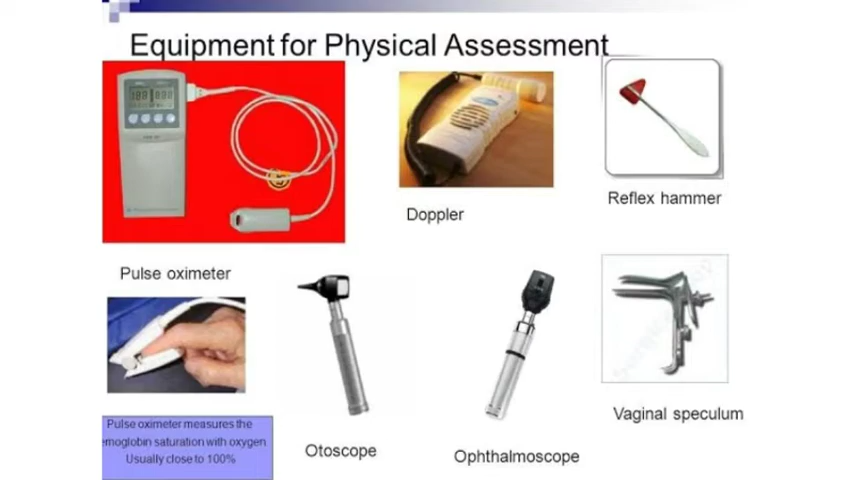 Equipment for Physical Assessment
Doppler
Reflex hammer
Pulse oximeter
Vaginal speculum
Pulse oximeter measures the
emoglobin saturation with oxygen
Usually close to 100%
Otoscope
Ophthalmoscope